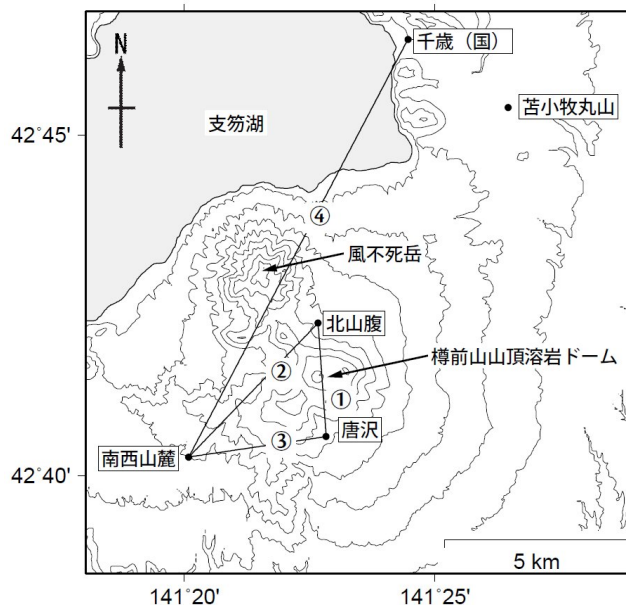 千歳（国）
N
苫小牧丸山
支笏湖
42°45'
④
風不死岳
北山腹
樽前山山頂溶岩ドーム
②
①
③
唐沢
南西山麓
42°40'
5 km
141°20'
141°25'